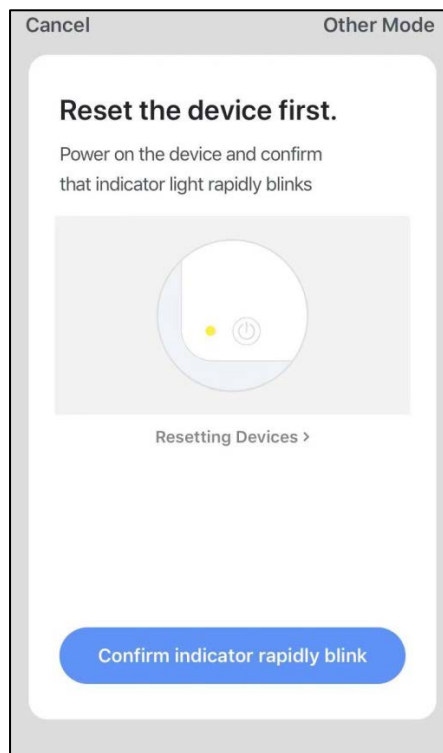 Cancel
Other Mode
Reset the device first.
Power on the device and confirm
that indicator light rapidly blinks
Resetting Devices >
Confirm indicator rapidly blink